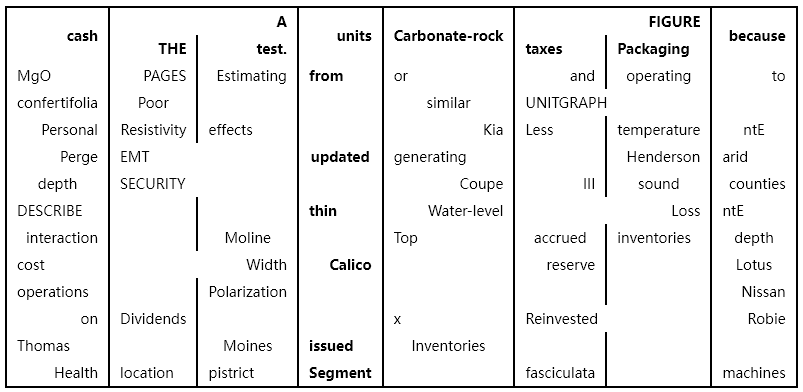 A FIGURE
cash units Carbonate-rock because
THE test. taxes Packaging
MgO PAGES Estimating from or and operating to
confertifolia Poor similar UNITGRAPH
Personal Resistivity effects Kia Less temperature ntE
Perge EMT updated generating Henderson arid
depth SECURITY Coupe III sound counties
DESCRIBE thin Water-level Loss ntE
interaction Moline Top accrued inventories depth
cost Width Calico reserve Lotus
operations Polarization Nissan
on Dividends x Reinvested Robie
Thomas Moines issued Inventories
Health location pistrict Segment fasciculata machines